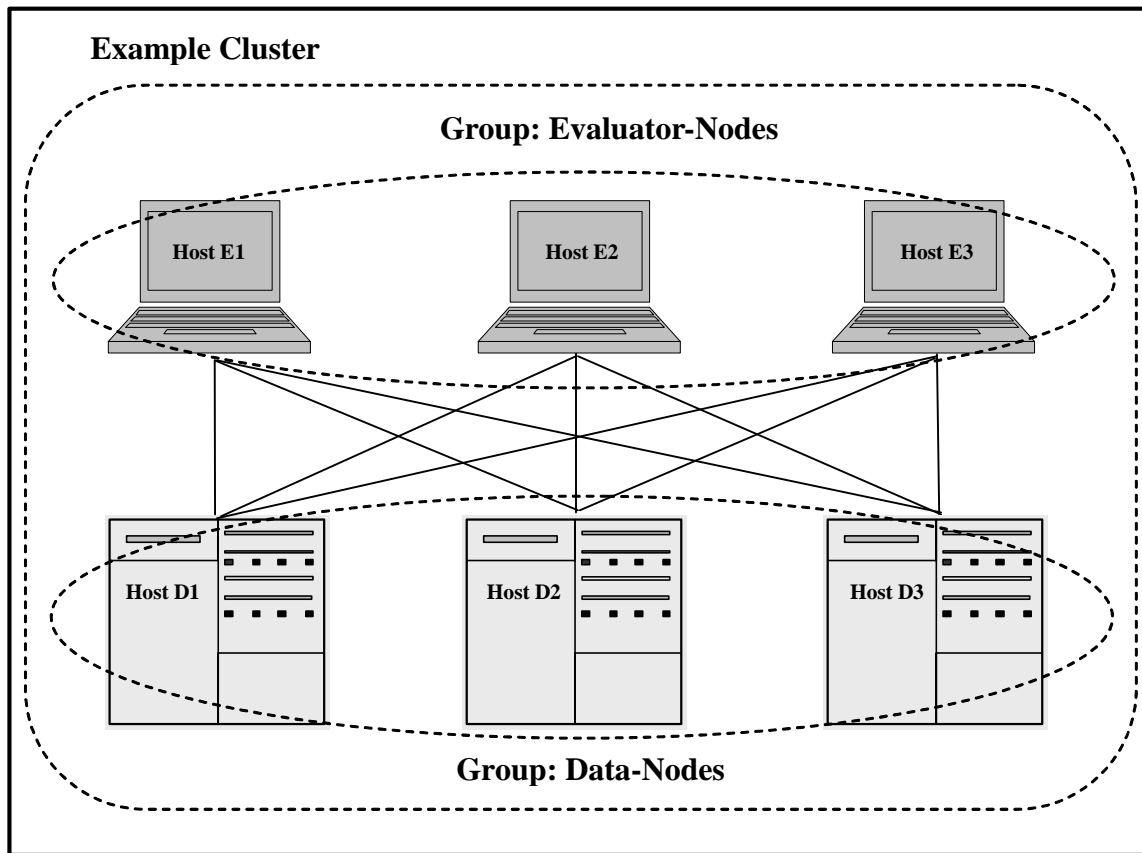 Example Cluster
Group: Evaluator-Nodes
Host E1
Host E2
Host E3
Host D1
Host D2
Host D3
Group: Data-Nodes